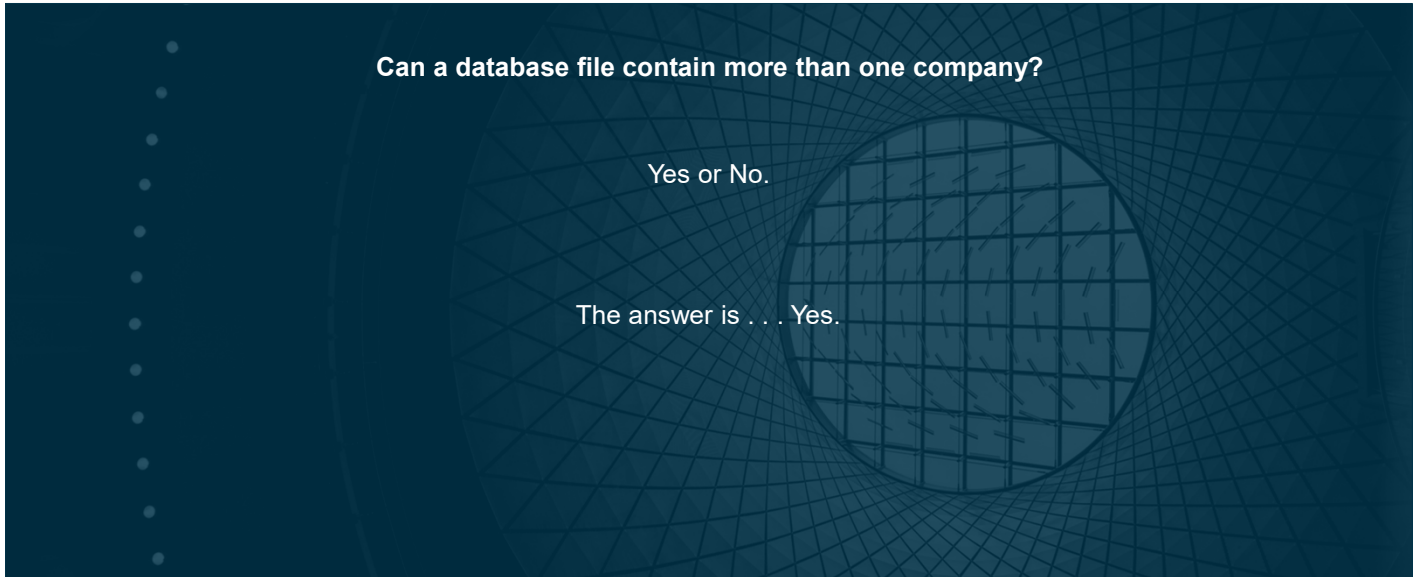 Can a database file contain more than one company?
Yes or No.
The answer is . . . Yes.